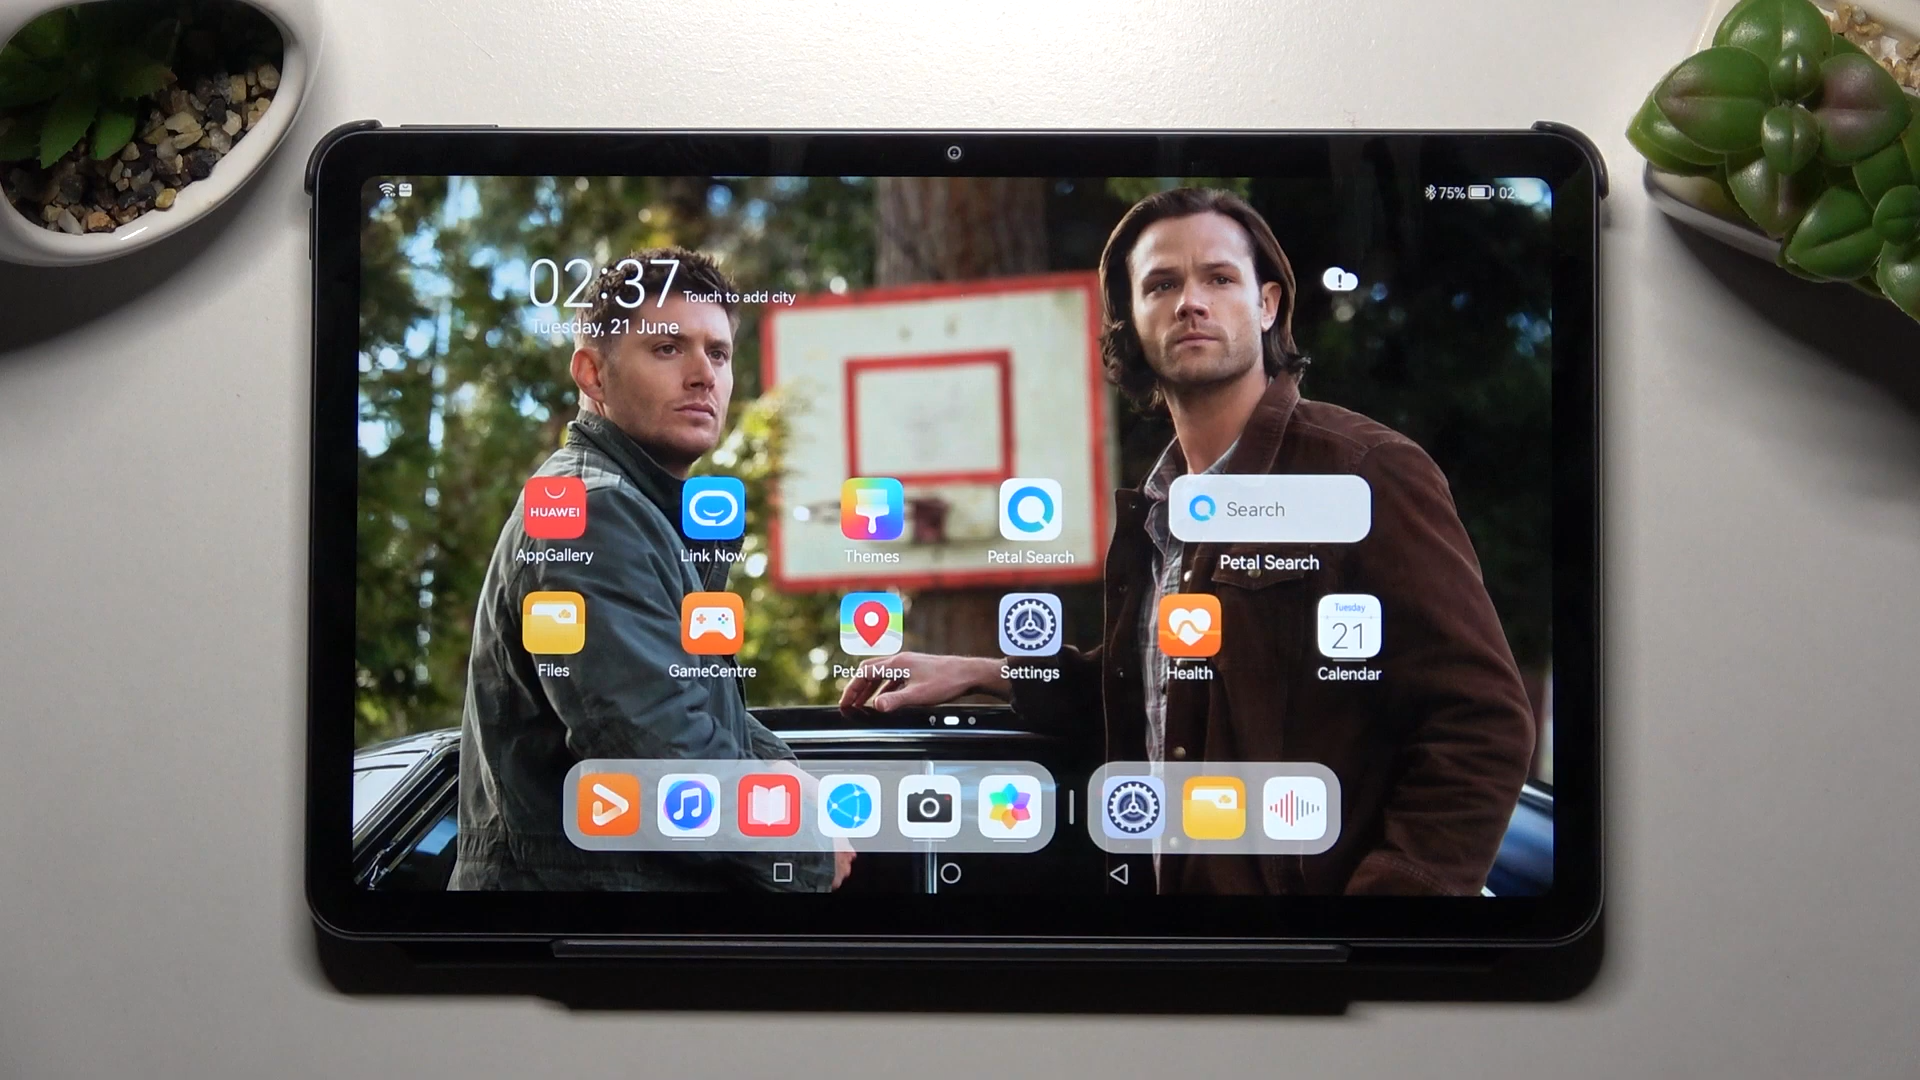 75% 02
02:37 Touch to add city
Tuesday, 21 June
HUAWEI
AppGallery
Link Now
Themes
Petal Search
Search
Petal Search
Files
GameCentre
Petal Maps
Settings
Health
Tuesday
21
Calendar